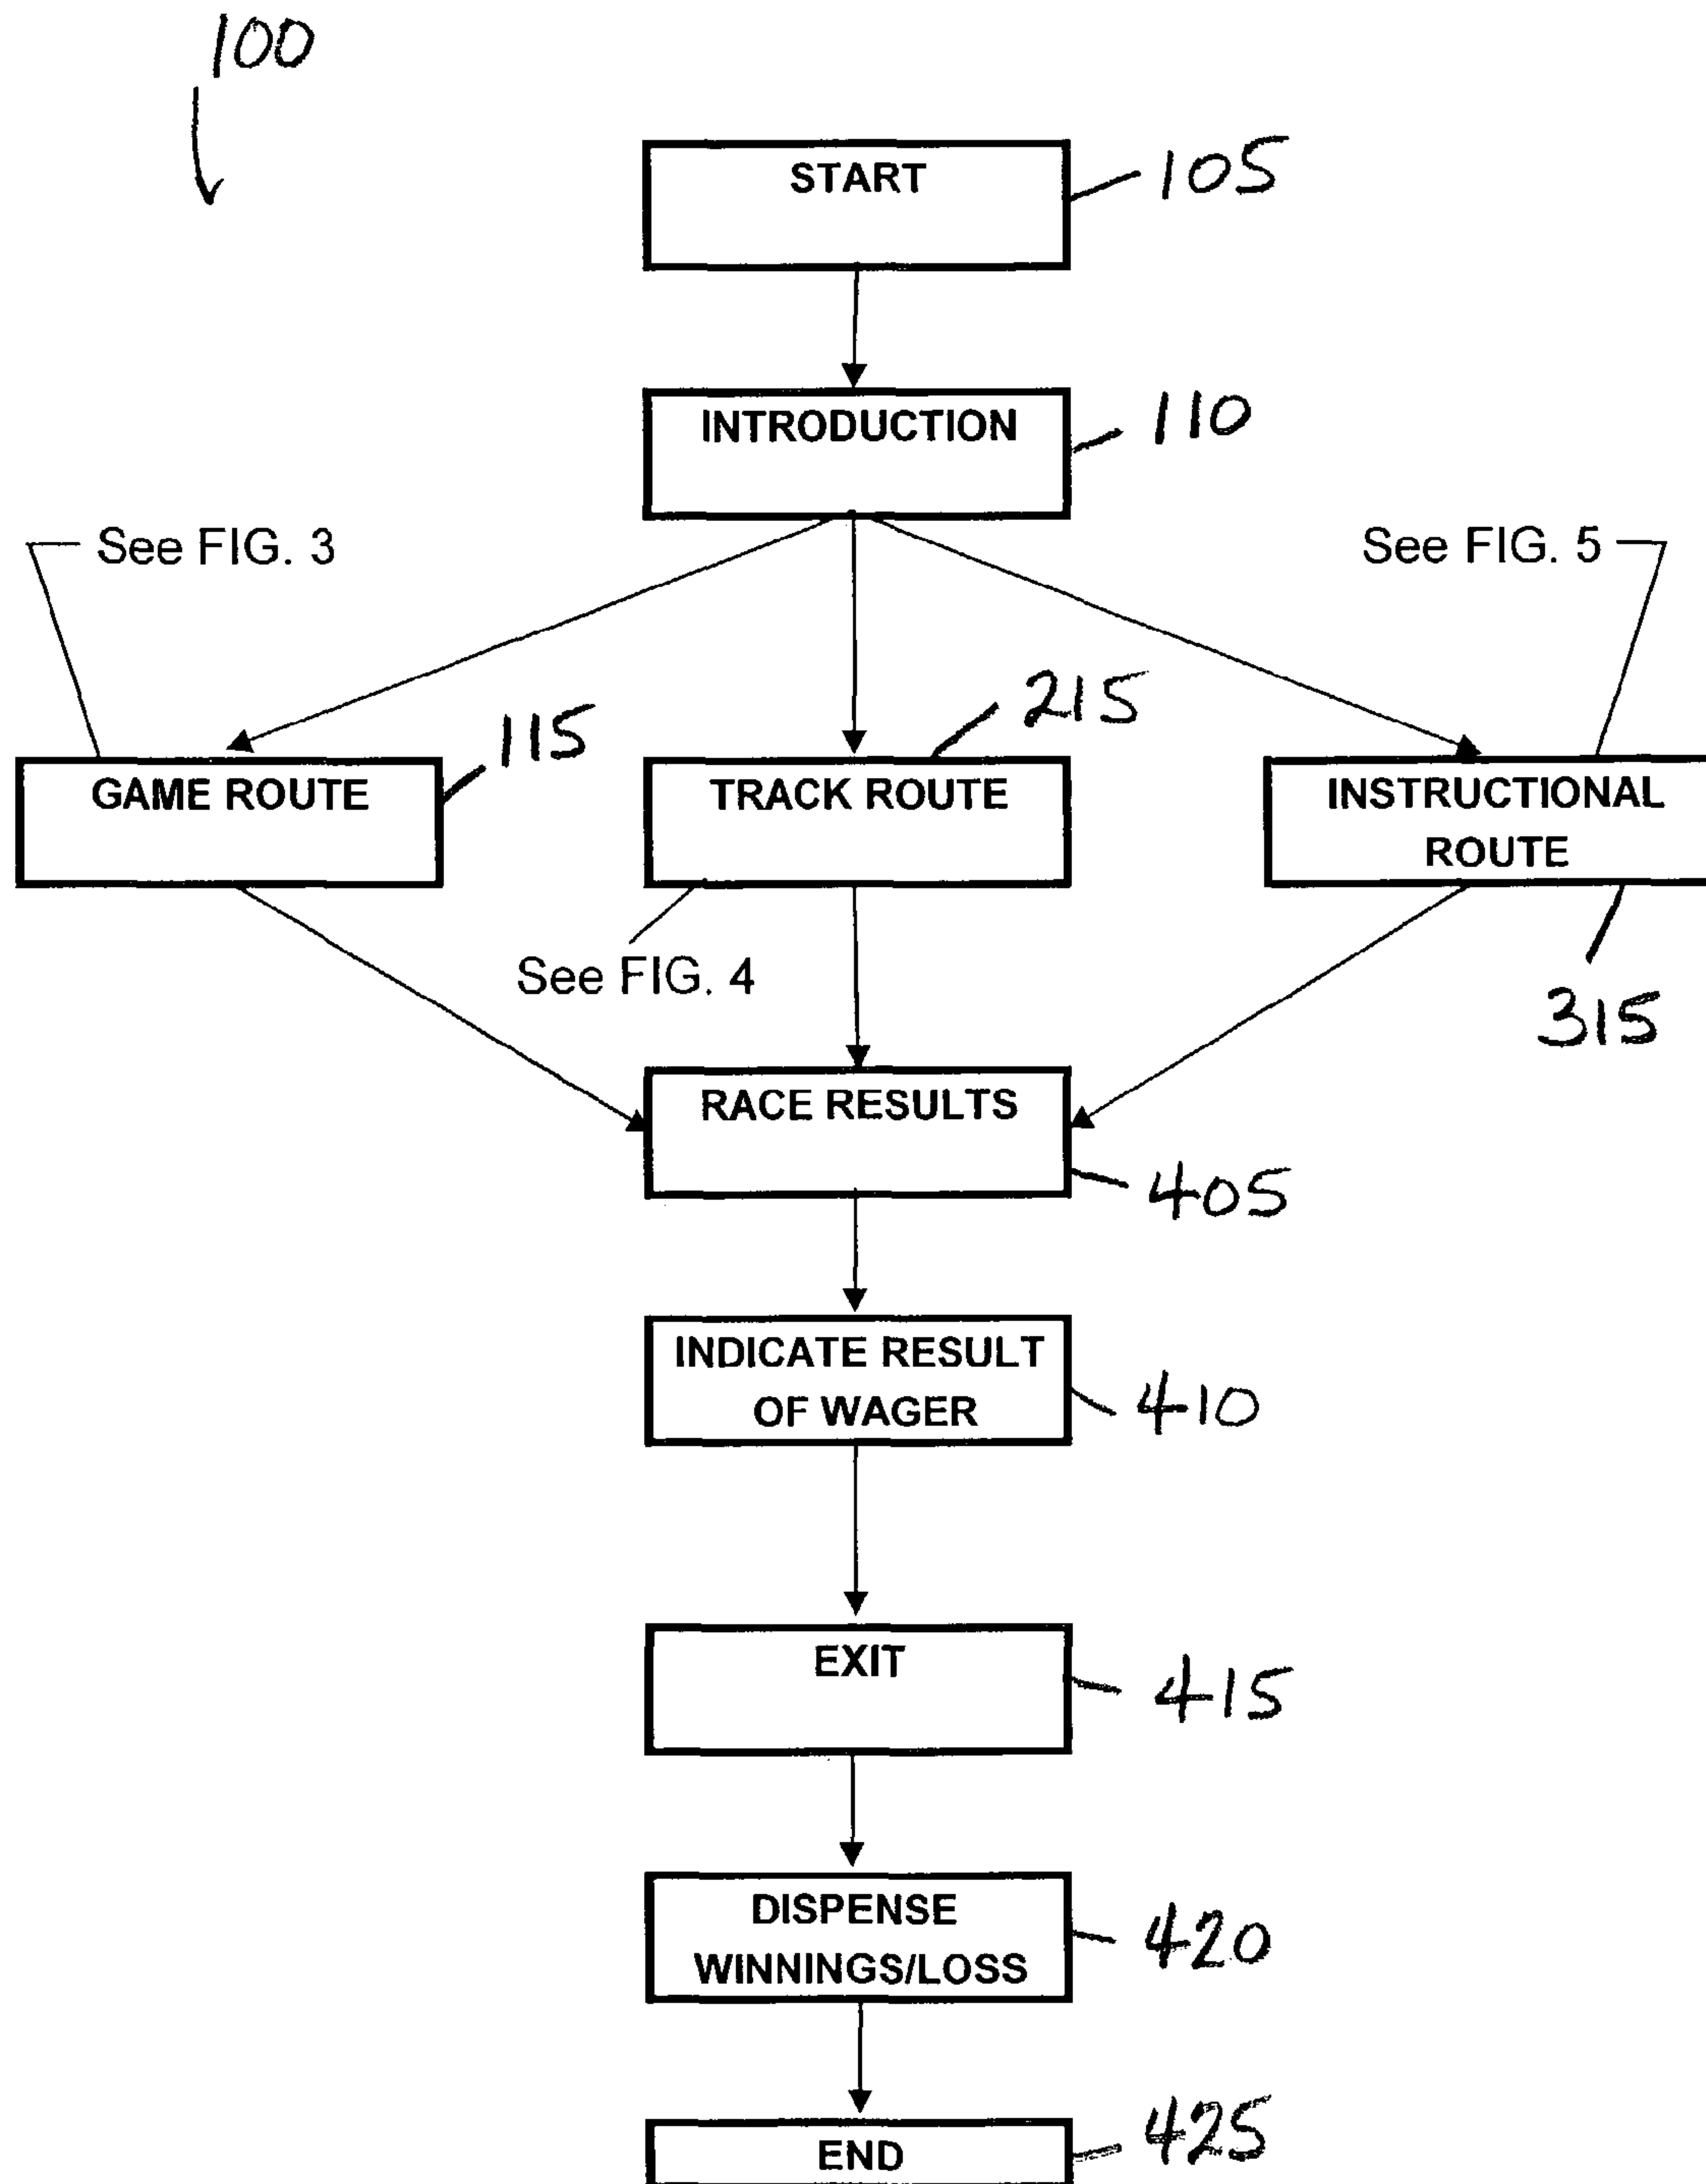 100
START
105
INTRODUCTION
110
See FIG. 3
See FIG. 5
115
215
GAME ROUTE
TRACK ROUTE
INSTRUCTIONAL
ROUTE
See FIG. 4
315
RACE RESULTS
405
INDICATE RESULT
OF WAGER
410
EXIT
415
DISPENSE
WINNINGS/LOSS
420
END
425